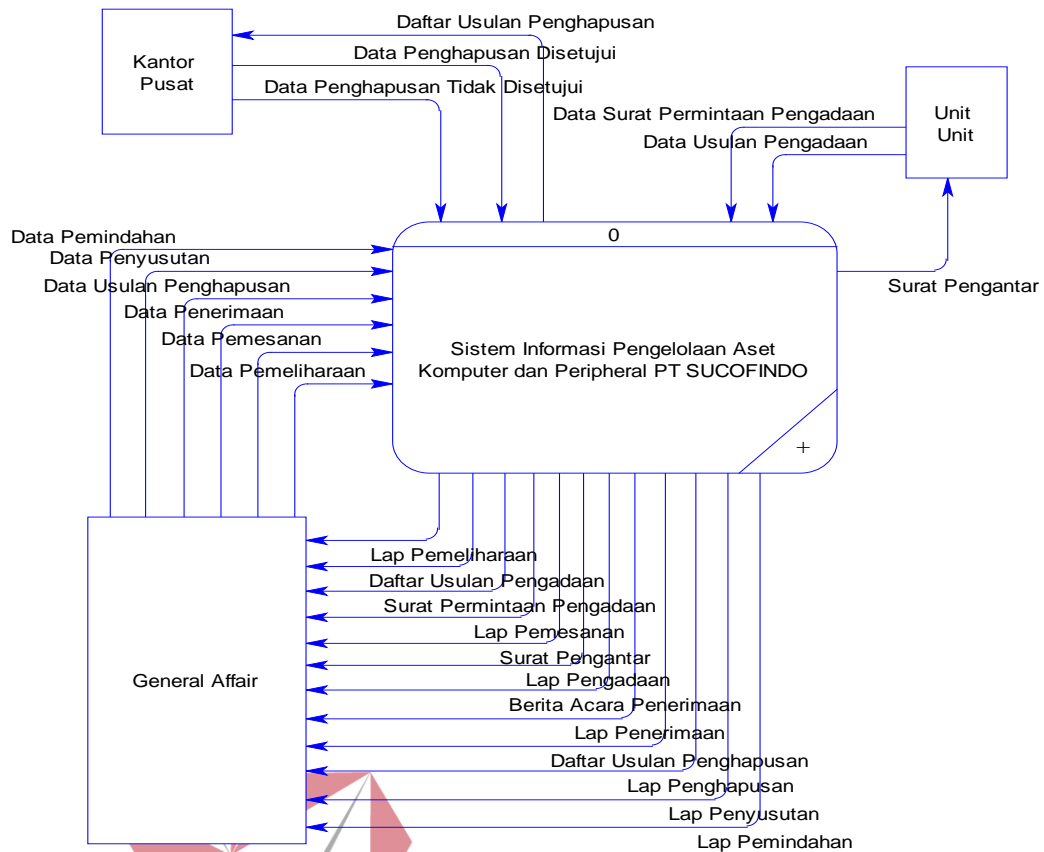 Daftar Usulan Penghapusan
Kantor
Pusat
Data Penghapusan Disetujui
Data Penghapusan Tidak Disetujui
Data Surat Permintaan Pengadaan
Data Usulan Pengadaan
Unit
Unit
Data Pemindahan
Data Penyusutan
Data Usulan Penghapusan
Data Penerimaan
Data Pemesanan
Data Pemeliharaan
0
Sistem Informasi Pengelolaan Aset
Komputer dan Peripheral PT SUCOFINDO
+
Surat Pengantar
General Affair
Lap Pemeliharaan
Daftar Usulan Pengadaan
Surat Permintaan Pengadaan
Lap Pemesanan
Surat Pengantar
Lap Pengadaan
Berita Acara Penerimaan
Lap Penerimaan
Daftar Usulan Penghapusan
Lap Penghapusan
Lap Penyusutan
Lap Pemindahan